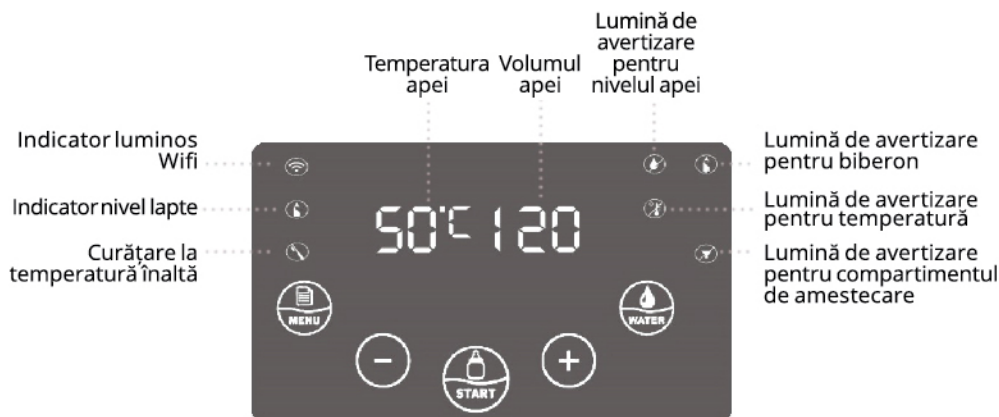 Lumină de
avertizare
pentru
nivelul apei
Temperatura
apei
Volumul
apei
Indicator luminos
Wifi
Indicator nivel lapte
Curățare la
temperatură înaltă
Lumină de avertizare
pentru biberon
Lumină de avertizare
pentru temperatură
Lumină de avertizare
pentru compartimentul
de amestecare
50°C 120
MENU
WATER
START